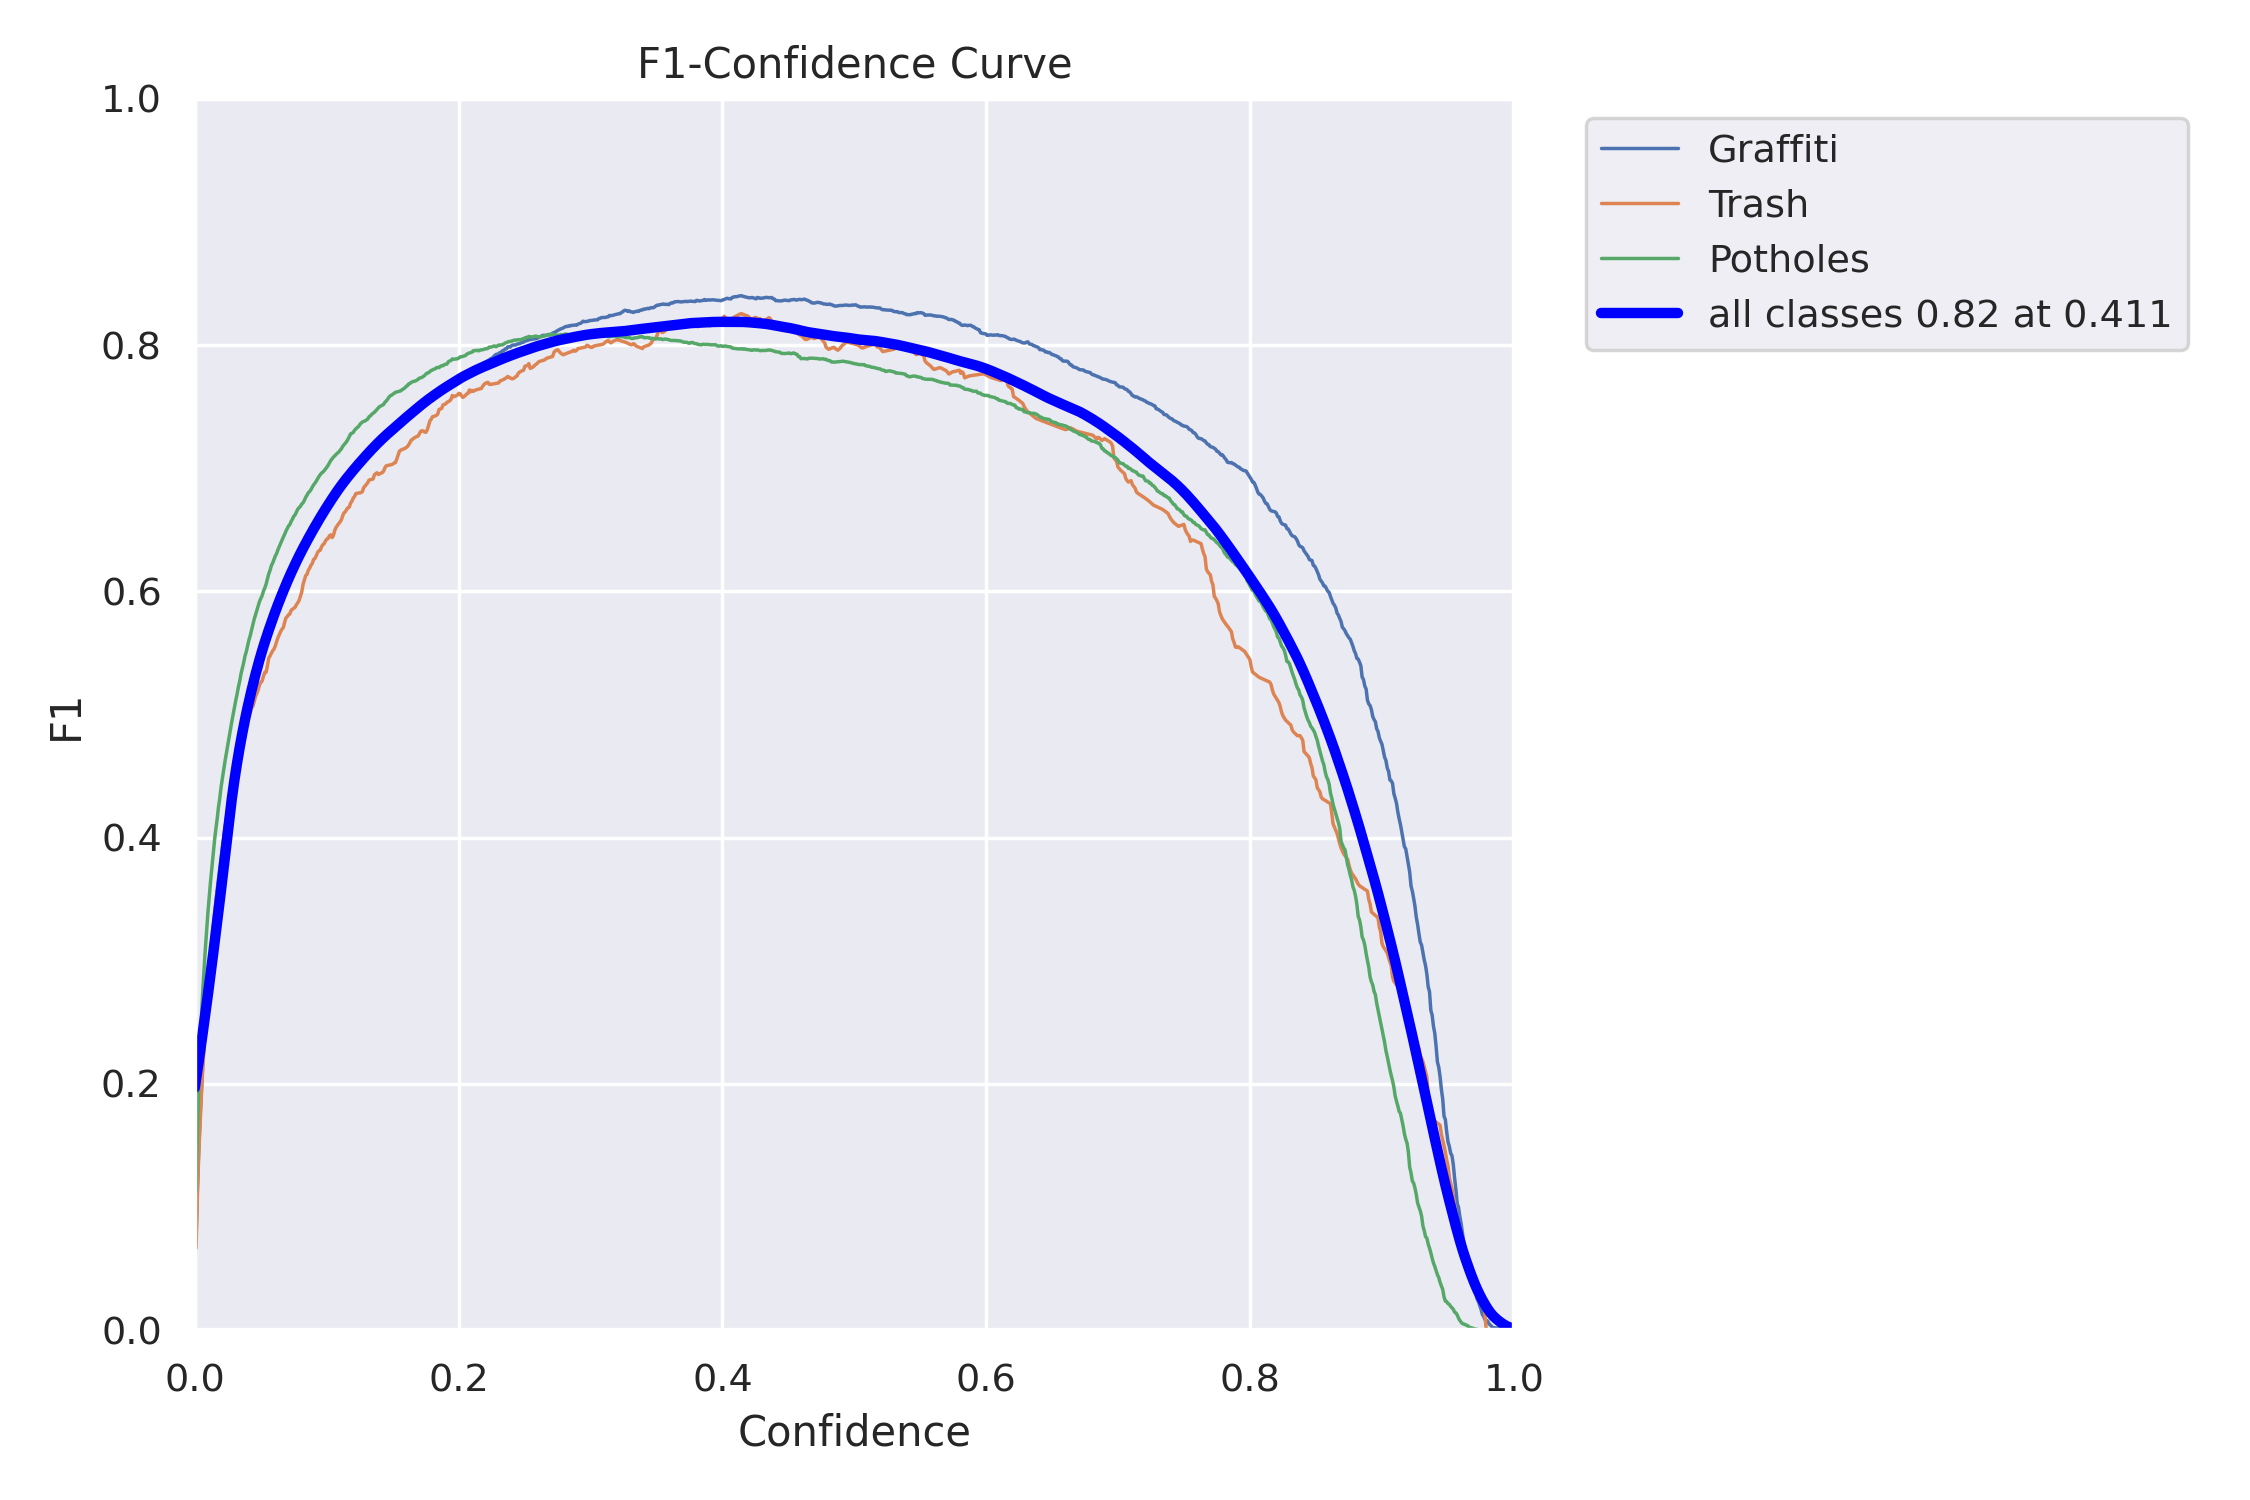 F1-Confidence Curve
1.0
0.8
0.6
0.4
0.2
0.0
F1
0.0 0.2 0.4 0.6 0.8 1.0
Confidence
Graffiti
Trash
Potholes
all classes 0.82 at 0.411